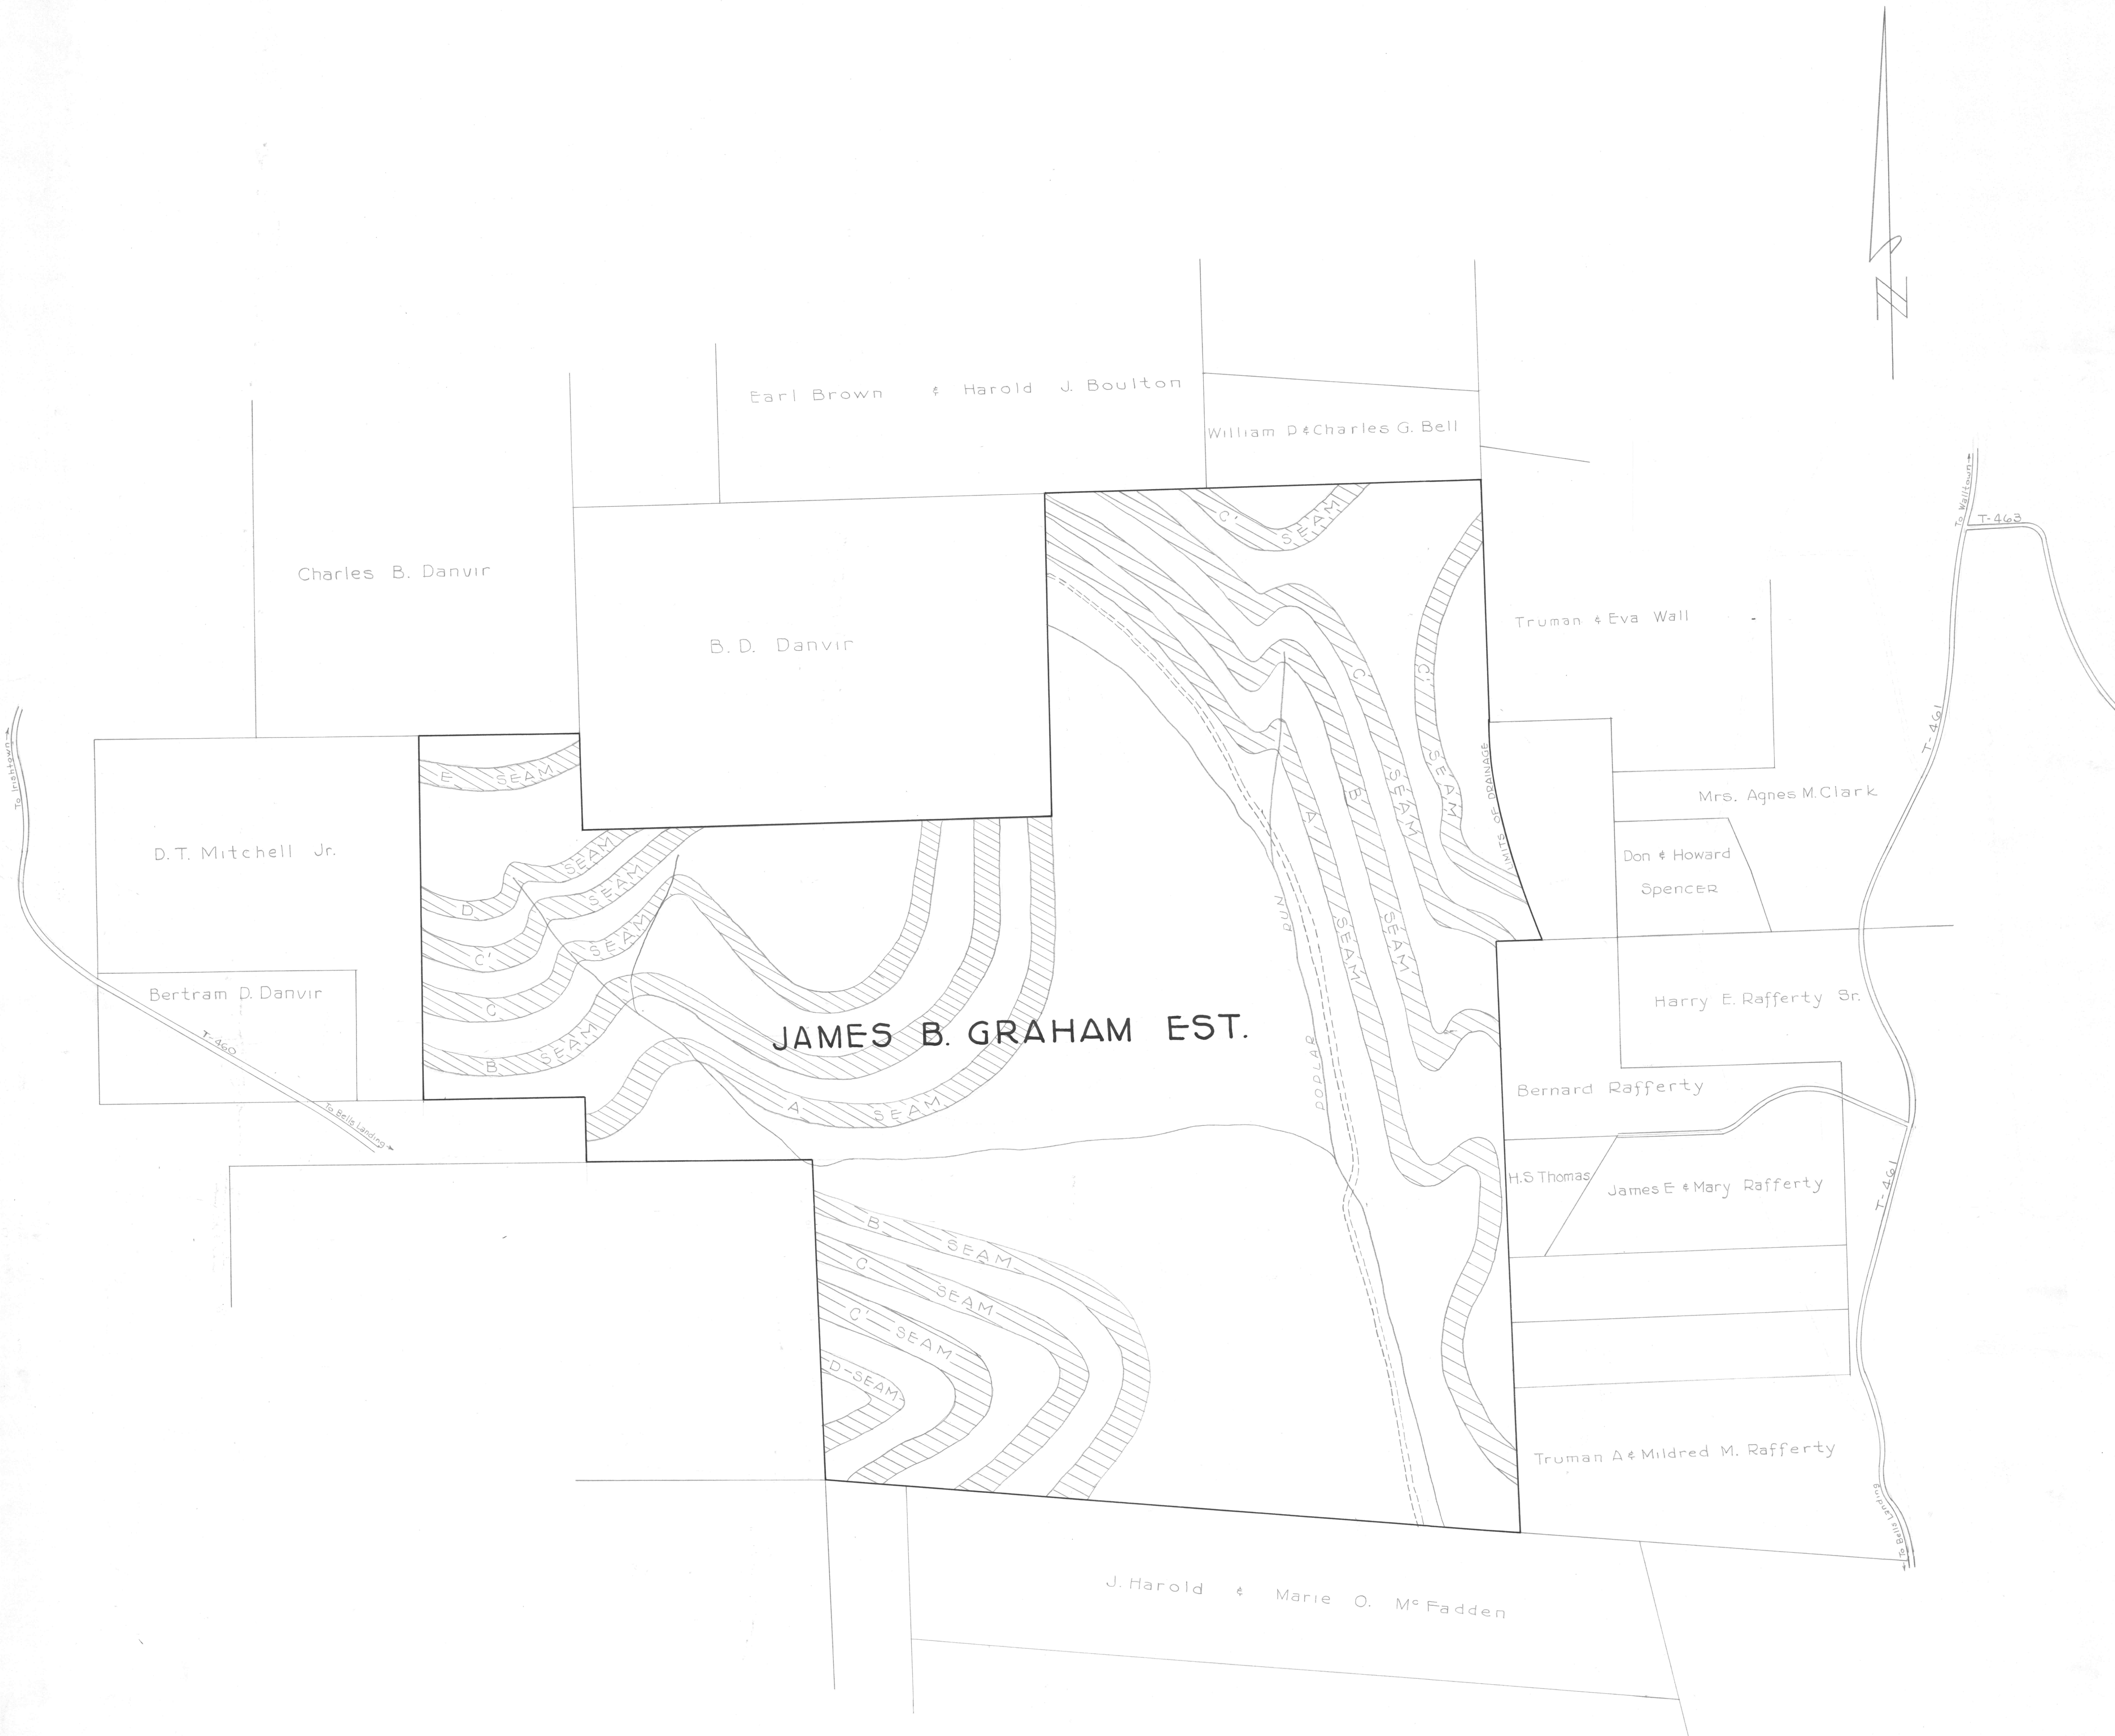 N
Earl Brown & Harold J. Boulton
William D & Charles G. Bell
To Walltown
T-463
C' SEAM
Charles B. Danvir
B. D. Danvir
Truman & Eva Wall
C' SEAM
C SEAM
B SEAM
A SEAM
LIMITS OF DRAINAGE
T-461
To Irishtown
E SEAM
Mrs. Agnes M. Clark
D. T. Mitchell Jr.
Don & Howard
SPENCER
D SEAM
C' SEAM
C SEAM
B SEAM
A SEAM
POPLAR RUN
Bertram D. Danvir
T-460
To Bells Landing
JAMES B. GRAHAM EST.
Harry E. Rafferty Sr.
Bernard Rafferty
H.S Thomas
James E & Mary Rafferty
T-461
B SEAM
C SEAM
C' SEAM
D-SEAM
Truman A & Mildred M. Rafferty
To Bells Landing
J. Harold & Marie O. McFadden